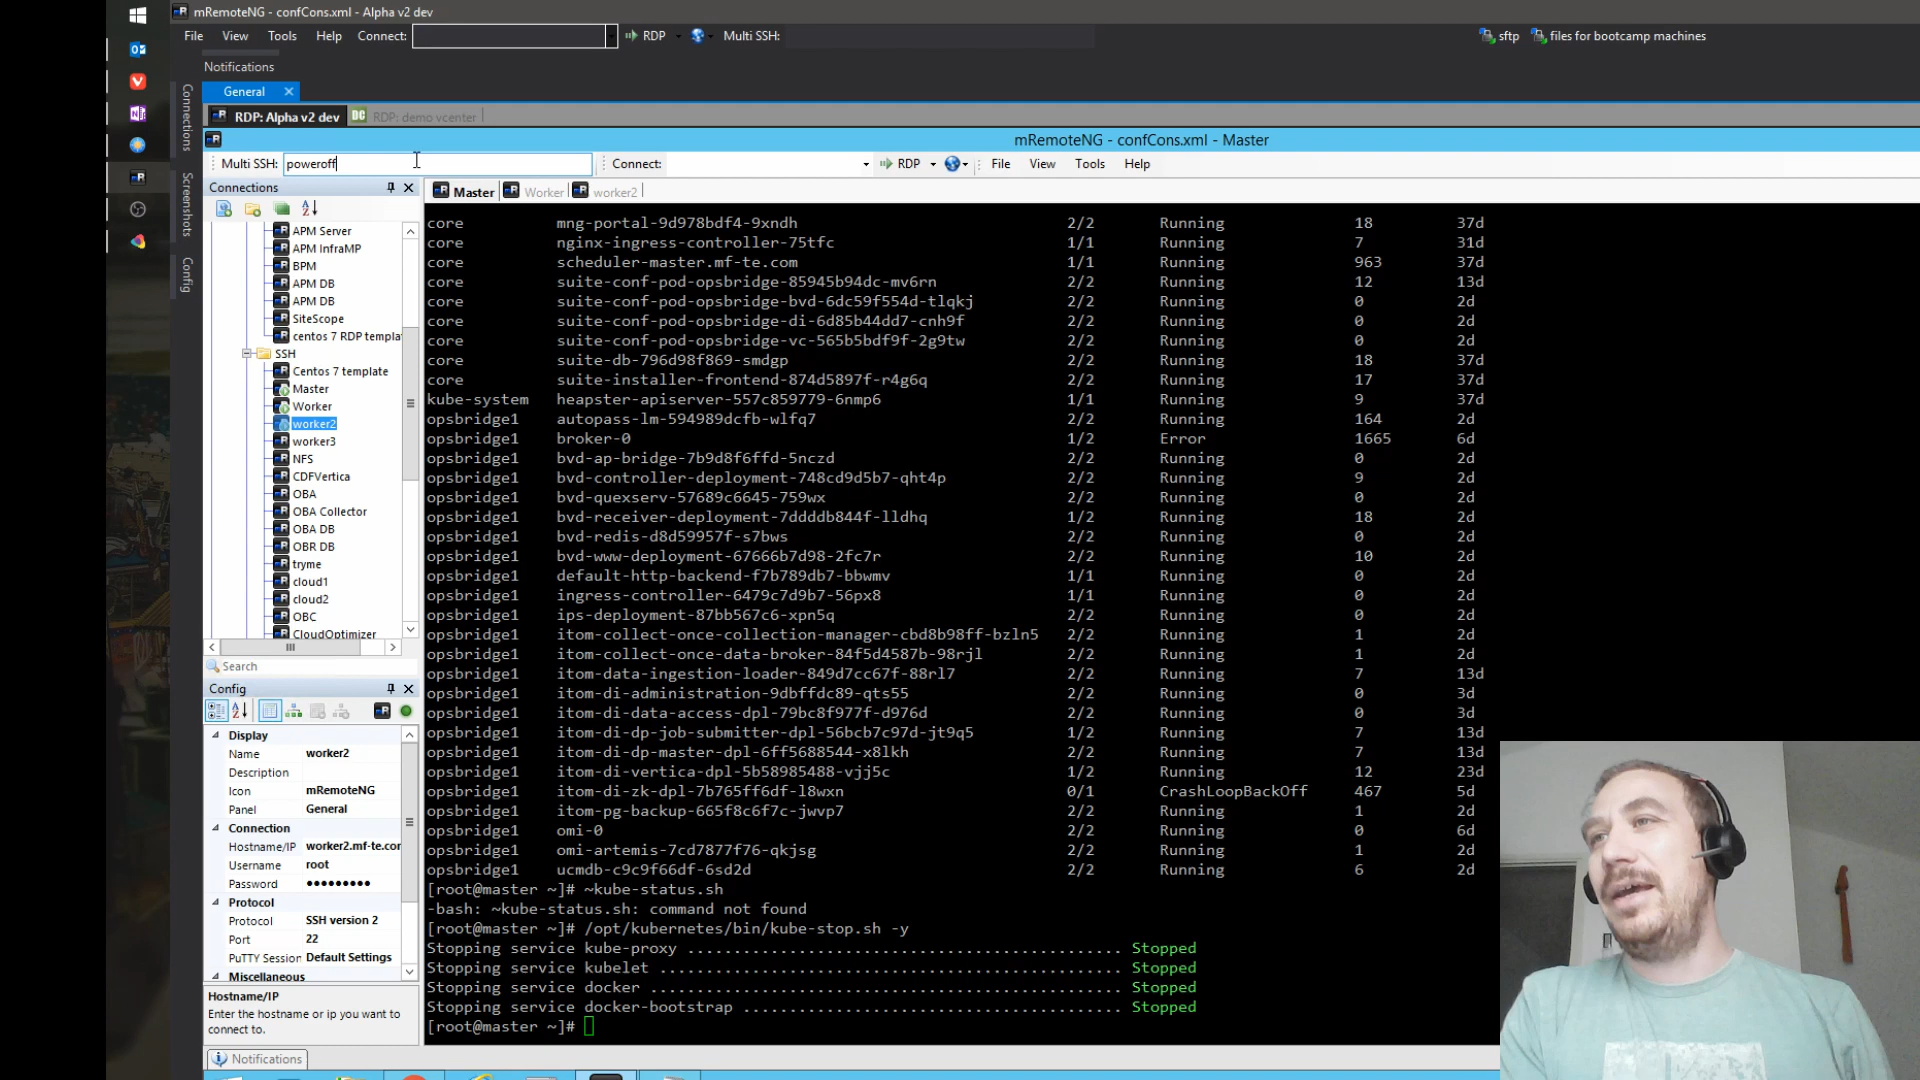 mRemoteNG - confCons.xml - Alpha v2 dev
File View Tools Help Connect: RDP Multi SSH: sftp files for bootcamp machines
Notifications
General
RDP: Alpha v2 dev RDP: demo vcenter
mRemoteNG - confCons.xml - Master
Multi SSH: poweroff Connect: RDP File View Tools Help
Connections
Screenshots
Config
Connections
Master Worker worker2
APM Server
APM InfraMP
BPM
APM DB
APM DB
SiteScope
centos 7 RDP templat
SSH
Centos 7 template
Master
Worker
worker2
worker3
NFS
CDFVertica
OBA
OBA Collector
OBA DB
OBR DB
tryme
cloud1
cloud2
OBC
CloudOptimizer
Search
Config
Display
Name worker2
Description
Icon mRemoteNG
Panel General
Connection
Hostname/IP worker2.mf-te.cor
Username root
Password •••••••••
Protocol
Protocol SSH version 2
Port 22
PuTTY Session Default Settings
Miscellaneous
Hostname/IP
Enter the hostname or ip you want to
connect to.
Notifications
core mng-portal-9d978bdf4-9xndh 2/2 Running 18 37d
core nginx-ingress-controller-75tfc 1/1 Running 7 31d
core scheduler-master.mf-te.com 1/1 Running 963 37d
core suite-conf-pod-opsbridge-85945b94dc-mv6rn 2/2 Running 12 13d
core suite-conf-pod-opsbridge-bvd-6dc59f554d-tlqkj 2/2 Running 0 2d
core suite-conf-pod-opsbridge-di-6d85b44dd7-cnh9f 2/2 Running 0 2d
core suite-conf-pod-opsbridge-vc-565b5bdf9f-2g9tw 2/2 Running 0 2d
core suite-db-796d98f869-smdgp 2/2 Running 18 37d
core suite-installer-frontend-874d5897f-r4g6q 2/2 Running 17 37d
kube-system heapster-apiserver-557c859779-6nmp6 1/1 Running 9 37d
opsbridge1 autopass-lm-594989dcfb-wlfq7 2/2 Running 164 2d
opsbridge1 broker-0 1/2 Error 1665 6d
opsbridge1 bvd-ap-bridge-7b9d8f6ffd-5nczd 2/2 Running 0 2d
opsbridge1 bvd-controller-deployment-748cd9d5b7-qht4p 2/2 Running 9 2d
opsbridge1 bvd-quexserv-57689c6645-759wx 2/2 Running 0 2d
opsbridge1 bvd-receiver-deployment-7ddddb844f-lldhq 1/2 Running 18 2d
opsbridge1 bvd-redis-d8d59957f-s7bws 2/2 Running 0 2d
opsbridge1 bvd-www-deployment-67666b7d98-2fc7r 2/2 Running 10 2d
opsbridge1 default-http-backend-f7b789db7-bbwmv 1/1 Running 0 2d
opsbridge1 ingress-controller-6479c7d9b7-56px8 1/1 Running 0 2d
opsbridge1 ips-deployment-87bb567c6-xpn5q 2/2 Running 0 2d
opsbridge1 itom-collect-once-collection-manager-cbd8b98ff-bzln5 2/2 Running 1 2d
opsbridge1 itom-collect-once-data-broker-84f5d4587b-98rjl 2/2 Running 1 2d
opsbridge1 itom-data-ingestion-loader-849d7cc67f-88rl7 2/2 Running 7 13d
opsbridge1 itom-di-administration-9dbffdc89-qts55 2/2 Running 0 3d
opsbridge1 itom-di-data-access-dpl-79bc8f977f-d976d 2/2 Running 0 3d
opsbridge1 itom-di-dp-job-submitter-dpl-56bcb7c97d-jt9q5 2/2 Running 7 13d
opsbridge1 itom-di-dp-master-dpl-6ff5688544-x8lkh 2/2 Running 7 13d
opsbridge1 itom-di-vertica-dpl-5b58985488-vjj5c 1/2 Running 12 23d
opsbridge1 itom-di-zk-dpl-7b765ff6df-l8wxn 0/1 CrashLoopBackOff 467 5d
opsbridge1 itom-pg-backup-665f8c6f7c-jwvp7 2/2 Running 1 2d
opsbridge1 omi-0 2/2 Running 0 6d
opsbridge1 omi-artemis-7cd7877f76-qkjsg 2/2 Running 1 2d
opsbridge1 ucmdb-c9c9f66df-6sd2d 2/2 Running 6 2d
[root@master ~]# ~kube-status.sh
-bash: ~kube-status.sh: command not found
[root@master ~]# /opt/kubernetes/bin/kube-stop.sh -y
Stopping service kube-proxy .......................................... Stopped
Stopping service kubelet ............................................. Stopped
Stopping service docker .............................................. Stopped
Stopping service docker-bootstrap .................................... Stopped
[root@master ~]#